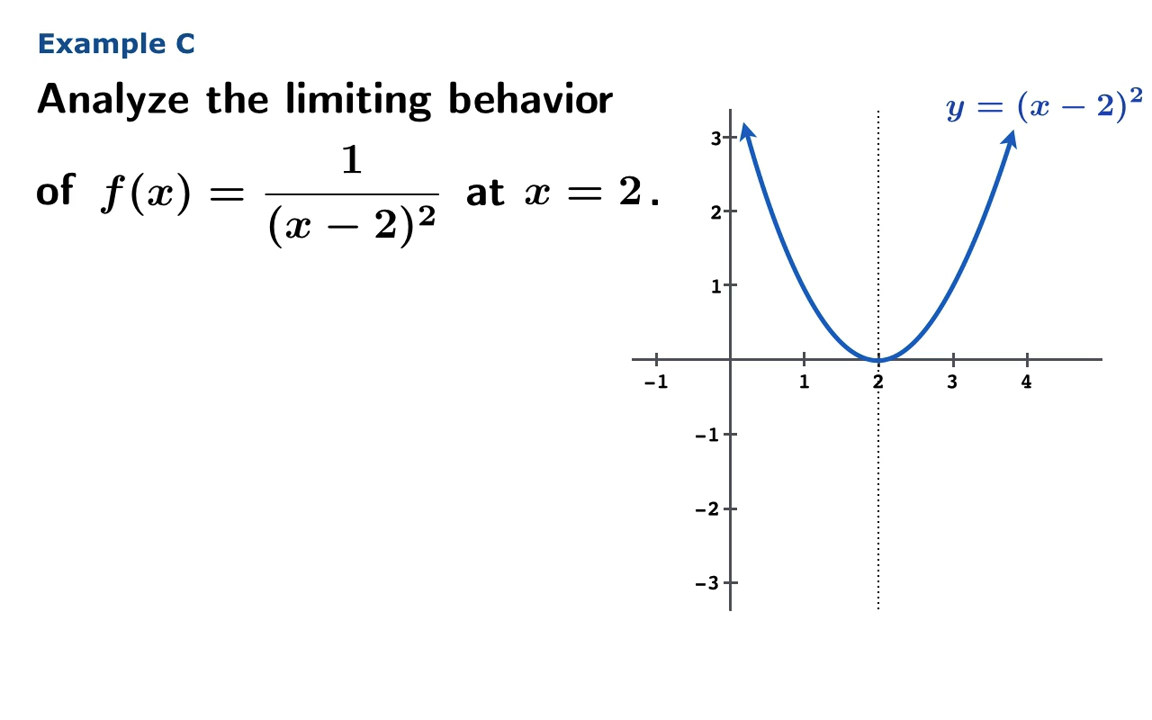 Example C
Analyze the limiting behavior
of f(x) = 1/(x − 2)² at x = 2.
y = (x − 2)²
3
2
1
−1 1 2 3 4
−1
−2
−3